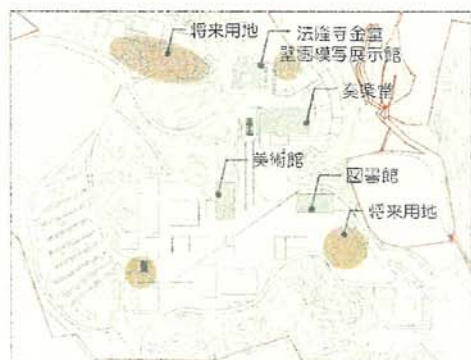 将来用地
法隆寺金堂
壁画模写展示館
奏楽堂
美術館
図書館
将来用地